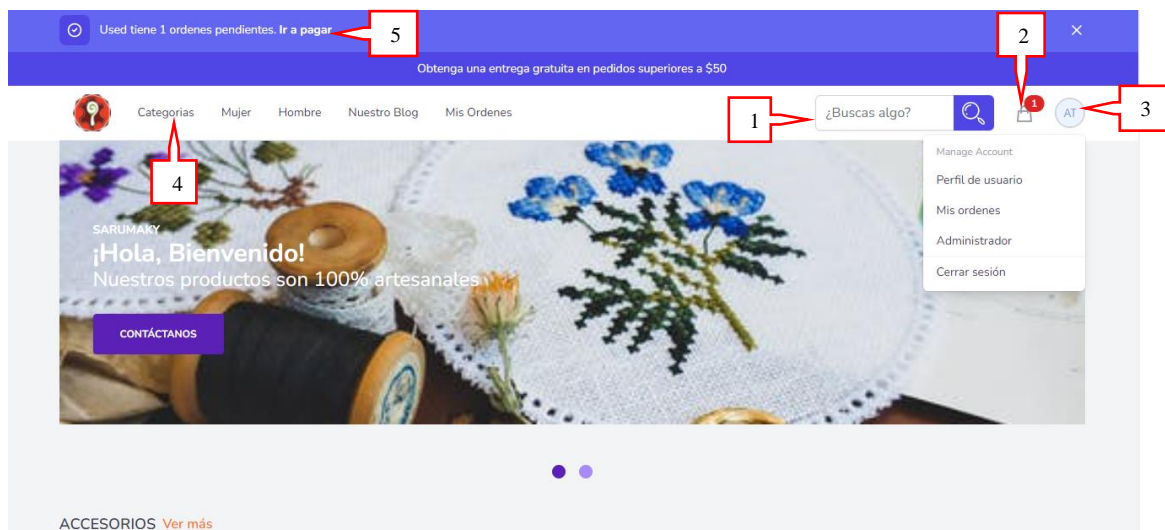 Used tiene 1 ordenes pendientes. Ir a pagar
5
2
Obtenga una entrega gratuita en pedidos superiores a $50
Categorias Mujer Hombre Nuestro Blog Mis Ordenes
1
¿Buscas algo?
1
AT
3
4
Manage Account
Perfil de usuario
Mis ordenes
Administrador
Cerrar sesión
SARUMAKY
¡Hola, Bienvenido!
Nuestros productos son 100% artesanales
CONTÁCTANOS
ACCESORIOS Ver más